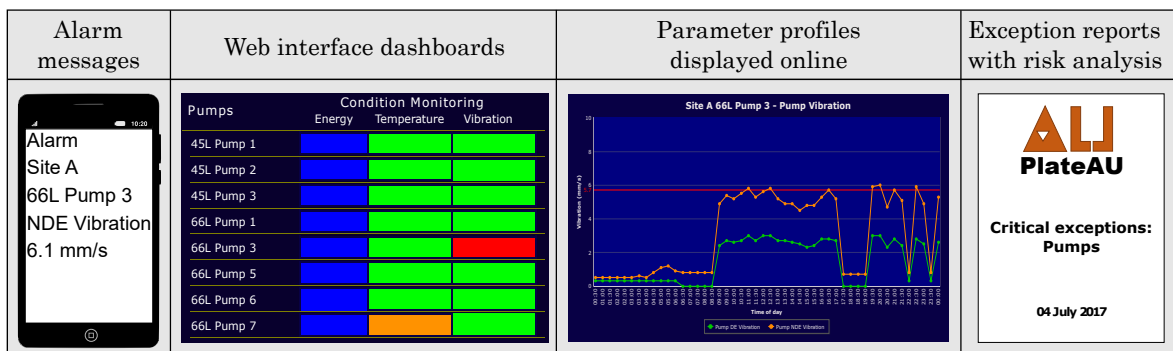 Alarm
messages
Web interface dashboards
Parameter profiles
displayed online
Exception reports
with risk analysis
10:20
Alarm
Site A
66L Pump 3
NDE Vibration
6.1 mm/s
Pumps
Condition Monitoring
Energy Temperature Vibration
45L Pump 1
45L Pump 2
45L Pump 3
66L Pump 1
66L Pump 3
66L Pump 5
66L Pump 6
66L Pump 7
Site A 66L Pump 3 - Pump Vibration
Vibration (mm/s)
10
8
6
4
2
0
Time of day
Pump DE Vibration Pump NDE Vibration
PlateAU
Critical exceptions:
Pumps
04 July 2017